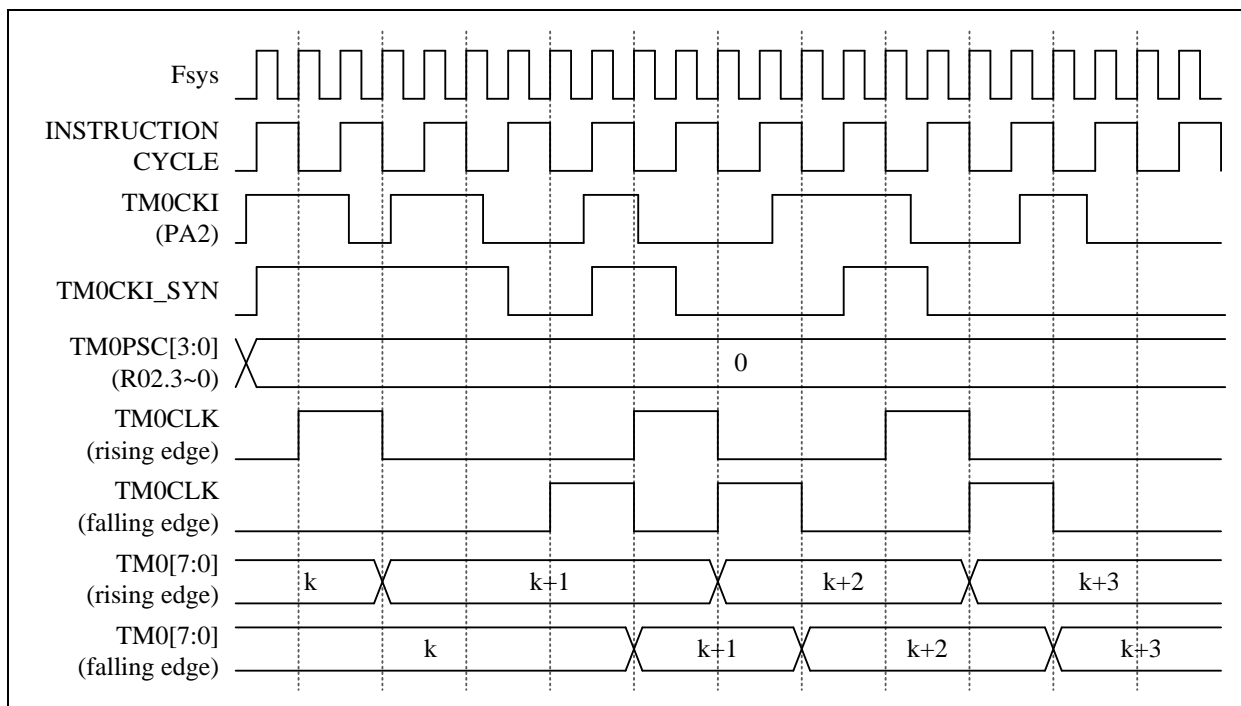 Fsys
INSTRUCTION
CYCLE
TM0CKI
(PA2)
TM0CKI_SYN
TM0PSC[3:0]
(R02.3~0)
0
TM0CLK
(rising edge)
TM0CLK
(falling edge)
TM0[7:0]
(rising edge)
k
k+1
k+2
k+3
TM0[7:0]
(falling edge)
k
k+1
k+2
k+3